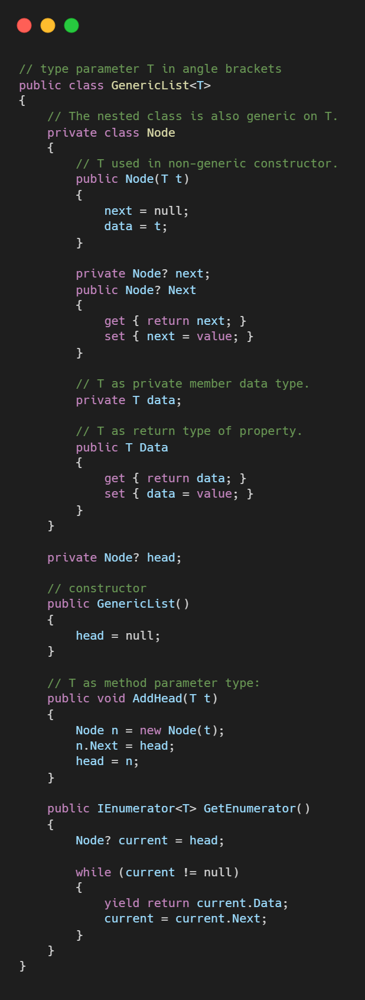 // type parameter T in angle brackets
public class GenericList<T>
{
    // The nested class is also generic on T.
    private class Node
    {
        // T used in non-generic constructor.
        public Node(T t)
        {
            next = null;
            data = t;
        }

        private Node? next;
        public Node? Next
        {
            get { return next; }
            set { next = value; }
        }

        // T as private member data type.
        private T data;

        // T as return type of property.
        public T Data
        {
            get { return data; }
            set { data = value; }
        }
    }

    private Node? head;

    // constructor
    public GenericList()
    {
        head = null;
    }

    // T as method parameter type:
    public void AddHead(T t)
    {
        Node n = new Node(t);
        n.Next = head;
        head = n;
    }

    public IEnumerator<T> GetEnumerator()
    {
        Node? current = head;

        while (current != null)
        {
            yield return current.Data;
            current = current.Next;
        }
    }
}